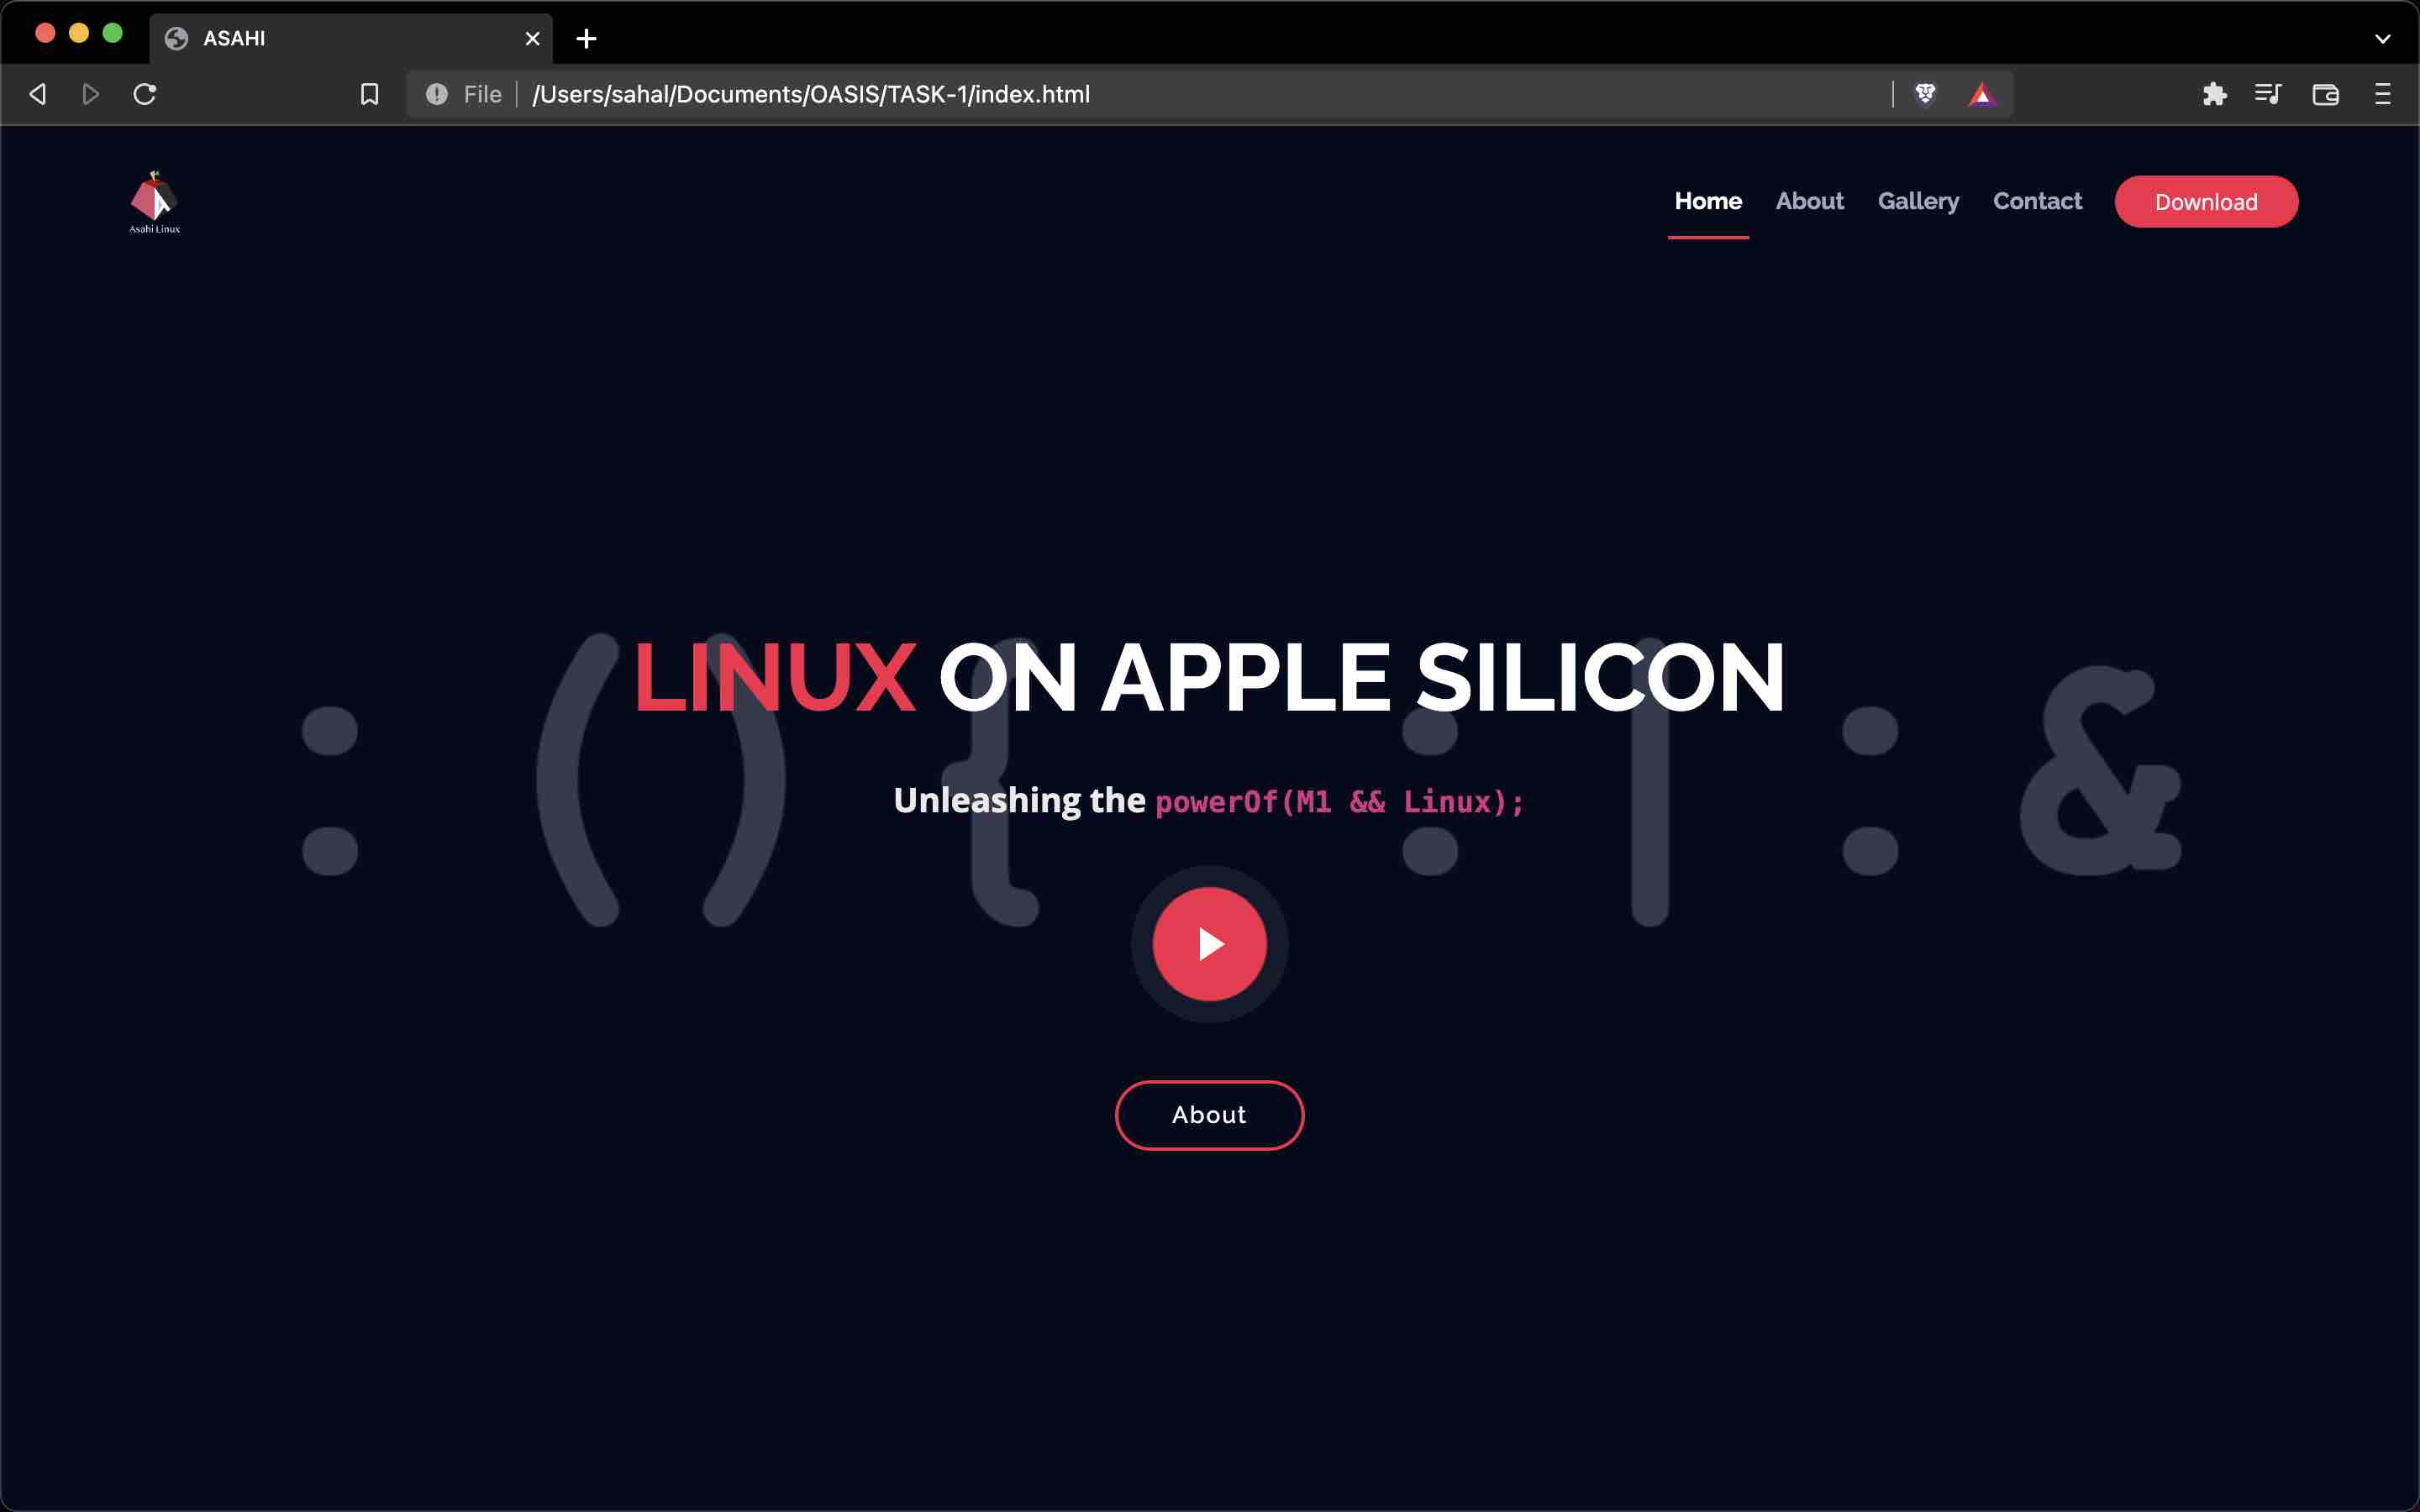 ASAHI
File /Users/sahal/Documents/OASIS/TASK-1/index.html
Asahi Linux
Home About Gallery Contact Download
LINUX ON APPLE SILICON
:(){ :|:&
Unleashing the powerOf(M1 && Linux);
About